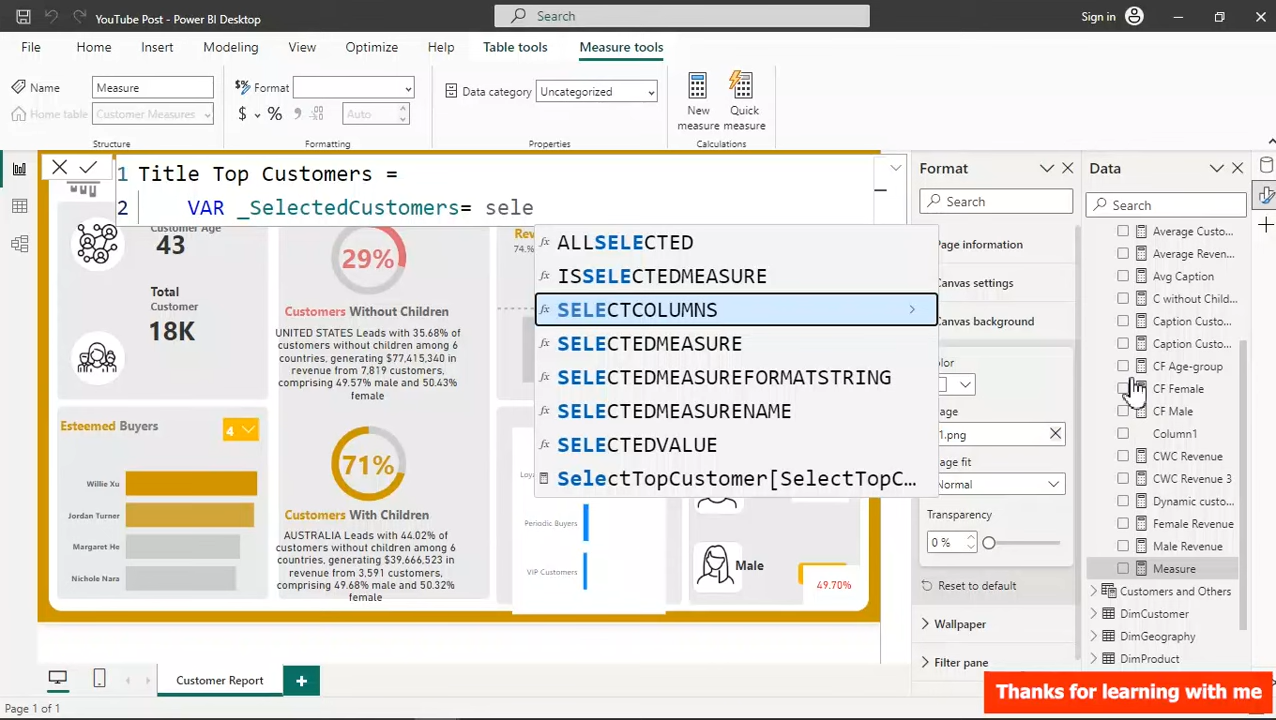 YouTube Post - Power BI Desktop
Search
Sign in
File
Home
Insert
Modeling
View
Optimize
Help
Table tools
Measure tools
Name
Measure
Home table
Customer Measures
Structure
Format
$
%
Auto
Formatting
Data category
Uncategorized
Properties
New measure
Quick measure
Calculations
1 Title Top Customers =
2 VAR _SelectedCustomers= sele
ALLSELECTED
ISSELECTEDMEASURE
SELECTCOLUMNS
SELECTEDMEASURE
SELECTEDMEASUREFORMATSTRING
SELECTEDMEASURENAME
SELECTEDVALUE
SelectTopCustomer[SelectTopC...
Customer Age
43
Total
Customer
18K
29%
Customers Without Children
UNITED STATES Leads with 35.68% of
customers without children among 6
countries, generating $77,415,340 in
revenue from 7,819 customers,
comprising 49.57% male and 50.43%
female
Esteemed Buyers
4
Willie Xu
Jordan Turner
Margaret He
Nichole Nara
71%
Customers With Children
AUSTRALIA Leads with 44.02% of
customers without children among 6
countries, generating $39,666,523 in
revenue from 3,591 customers,
comprising 49.68% male and 50.32%
female
Periodic Buyers
VIP Customers
Male
49.70%
Format
Search
Page information
Canvas settings
Canvas background
1.png
Normal
Transparency
0 %
Reset to default
Wallpaper
Filter pane
Data
Search
Average Custo...
Average Reven...
Avg Caption
C without Child...
Caption Custo...
Caption Custo...
CF Age-group
CF Female
CF Male
Column1
CWC Revenue
CWC Revenue 3
Dynamic custo...
Female Revenue
Male Revenue
Measure
Customers and Others
DimCustomer
DimGeography
DimProduct
Customer Report
Page 1 of 1
Thanks for learning with me